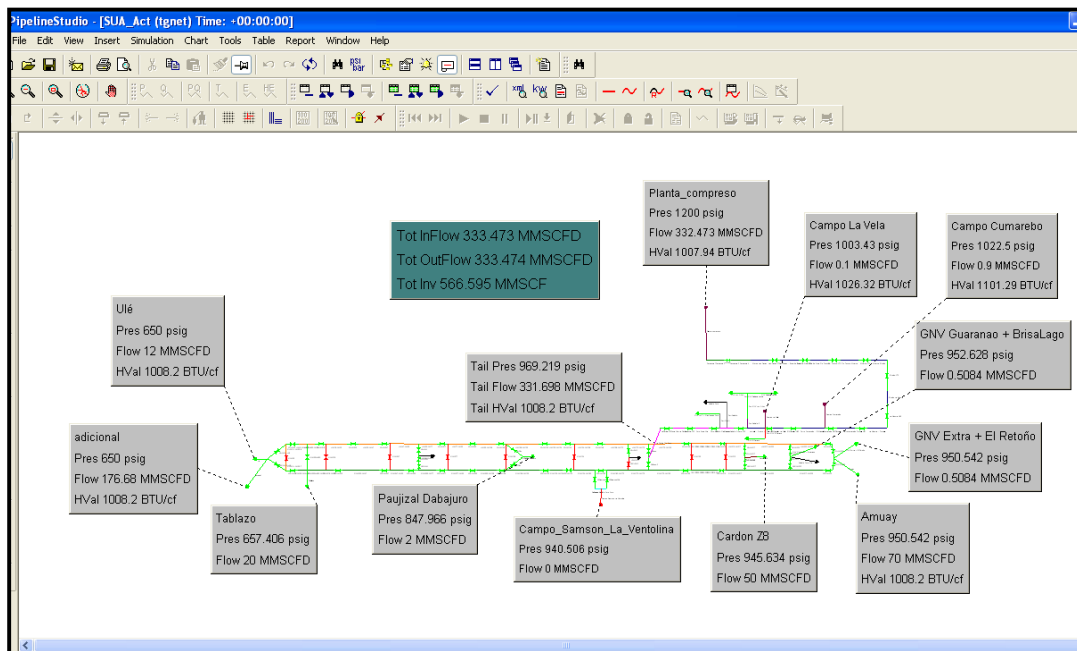 PipelineStudio - [SUA_Act (tgnet) Time: +00:00:00]
File Edit View Insert Simulation Chart Tools Table Report Window Help
Planta_compreso
Pres 1200 psig
Flow 332.473 MMSCFD
HVal 1007.94 BTU/cf
Campo La Vela
Pres 1003.43 psig
Flow 0.1 MMSCFD
HVal 1026.32 BTU/cf
Campo Cumarebo
Pres 1022.5 psig
Flow 0.9 MMSCFD
HVal 1101.29 BTU/cf
Tot InFlow 333.473 MMSCFD
Tot OutFlow 333.474 MMSCFD
Tot Inv 566.595 MMSCF
Ulé
Pres 650 psig
Flow 12 MMSCFD
HVal 1008.2 BTU/cf
GNV Guaranao + BrisaLago
Pres 952.628 psig
Flow 0.5084 MMSCFD
Tail Pres 969.219 psig
Tail Flow 331.698 MMSCFD
Tail HVal 1008.2 BTU/cf
adicional
Pres 650 psig
Flow 176.68 MMSCFD
HVal 1008.2 BTU/cf
GNV Extra + El Retoño
Pres 950.542 psig
Flow 0.5084 MMSCFD
Tablazo
Pres 657.406 psig
Flow 20 MMSCFD
Paujizal Dabajuro
Pres 847.966 psig
Flow 2 MMSCFD
Campo_Samson_La_Ventolina
Pres 940.506 psig
Flow 0 MMSCFD
Cardon Z8
Pres 945.634 psig
Flow 50 MMSCFD
Amuay
Pres 950.542 psig
Flow 70 MMSCFD
HVal 1008.2 BTU/cf